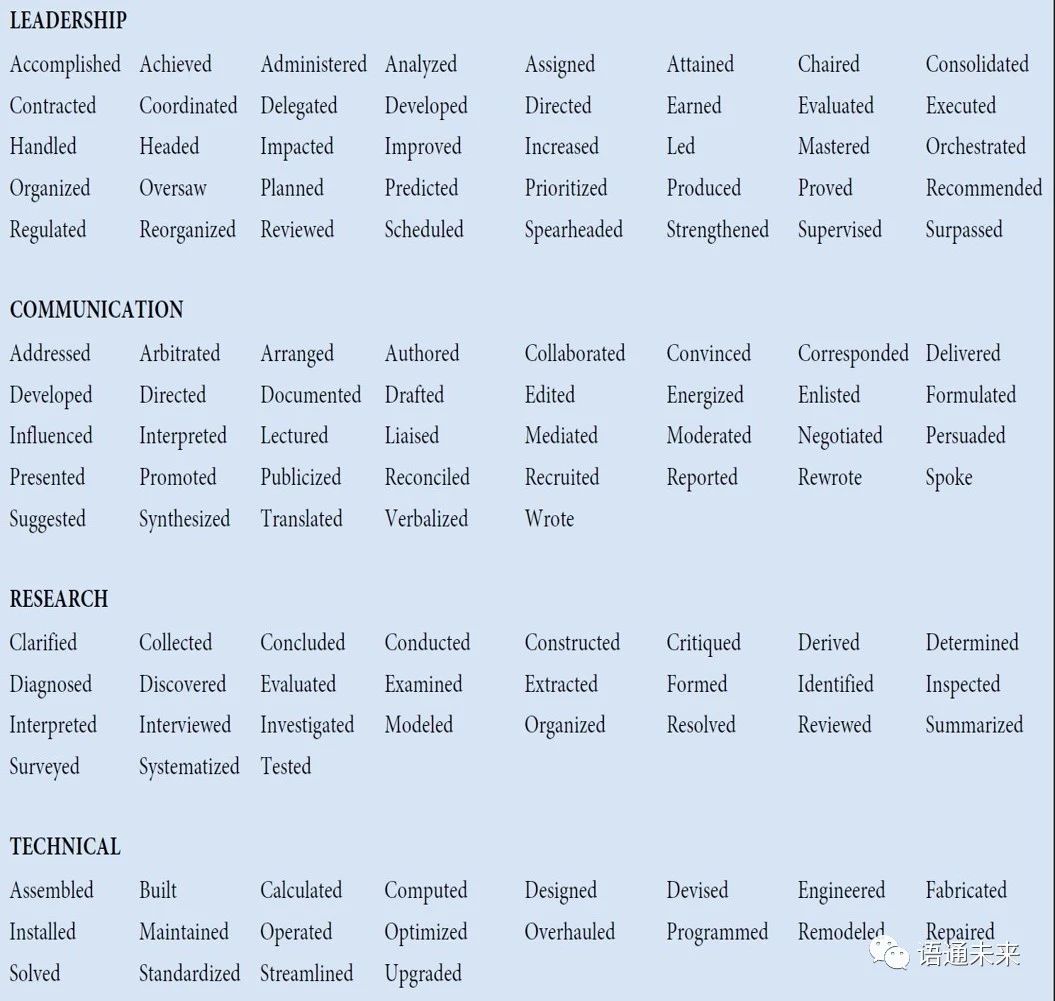 LEADERSHIP
Accomplished Achieved Administered Analyzed Assigned Attained Chaired Consolidated
Contracted Coordinated Delegated Developed Directed Earned Evaluated Executed
Handled Headed Impacted Improved Increased Led Mastered Orchestrated
Organized Oversaw Planned Predicted Prioritized Produced Proved Recommended
Regulated Reorganized Reviewed Scheduled Spearheaded Strengthened Supervised Surpassed
COMMUNICATION
Addressed Arbitrated Arranged Authored Collaborated Convinced Corresponded Delivered
Developed Directed Documented Drafted Edited Energized Enlisted Formulated
Influenced Interpreted Lectured Liaised Mediated Moderated Negotiated Persuaded
Presented Promoted Publicized Reconciled Recruited Reported Rewrote Spoke
Suggested Synthesized Translated Verbalized Wrote
RESEARCH
Clarified Collected Concluded Conducted Constructed Critiqued Derived Determined
Diagnosed Discovered Evaluated Examined Extracted Formed Identified Inspected
Interpreted Interviewed Investigated Modeled Organized Resolved Reviewed Summarized
Surveyed Systematized Tested
TECHNICAL
Assembled Built Calculated Computed Designed Devised Engineered Fabricated
Installed Maintained Operated Optimized Overhauled Programmed Remodeled Repaired
Solved Standardized Streamlined Upgraded
语通未来